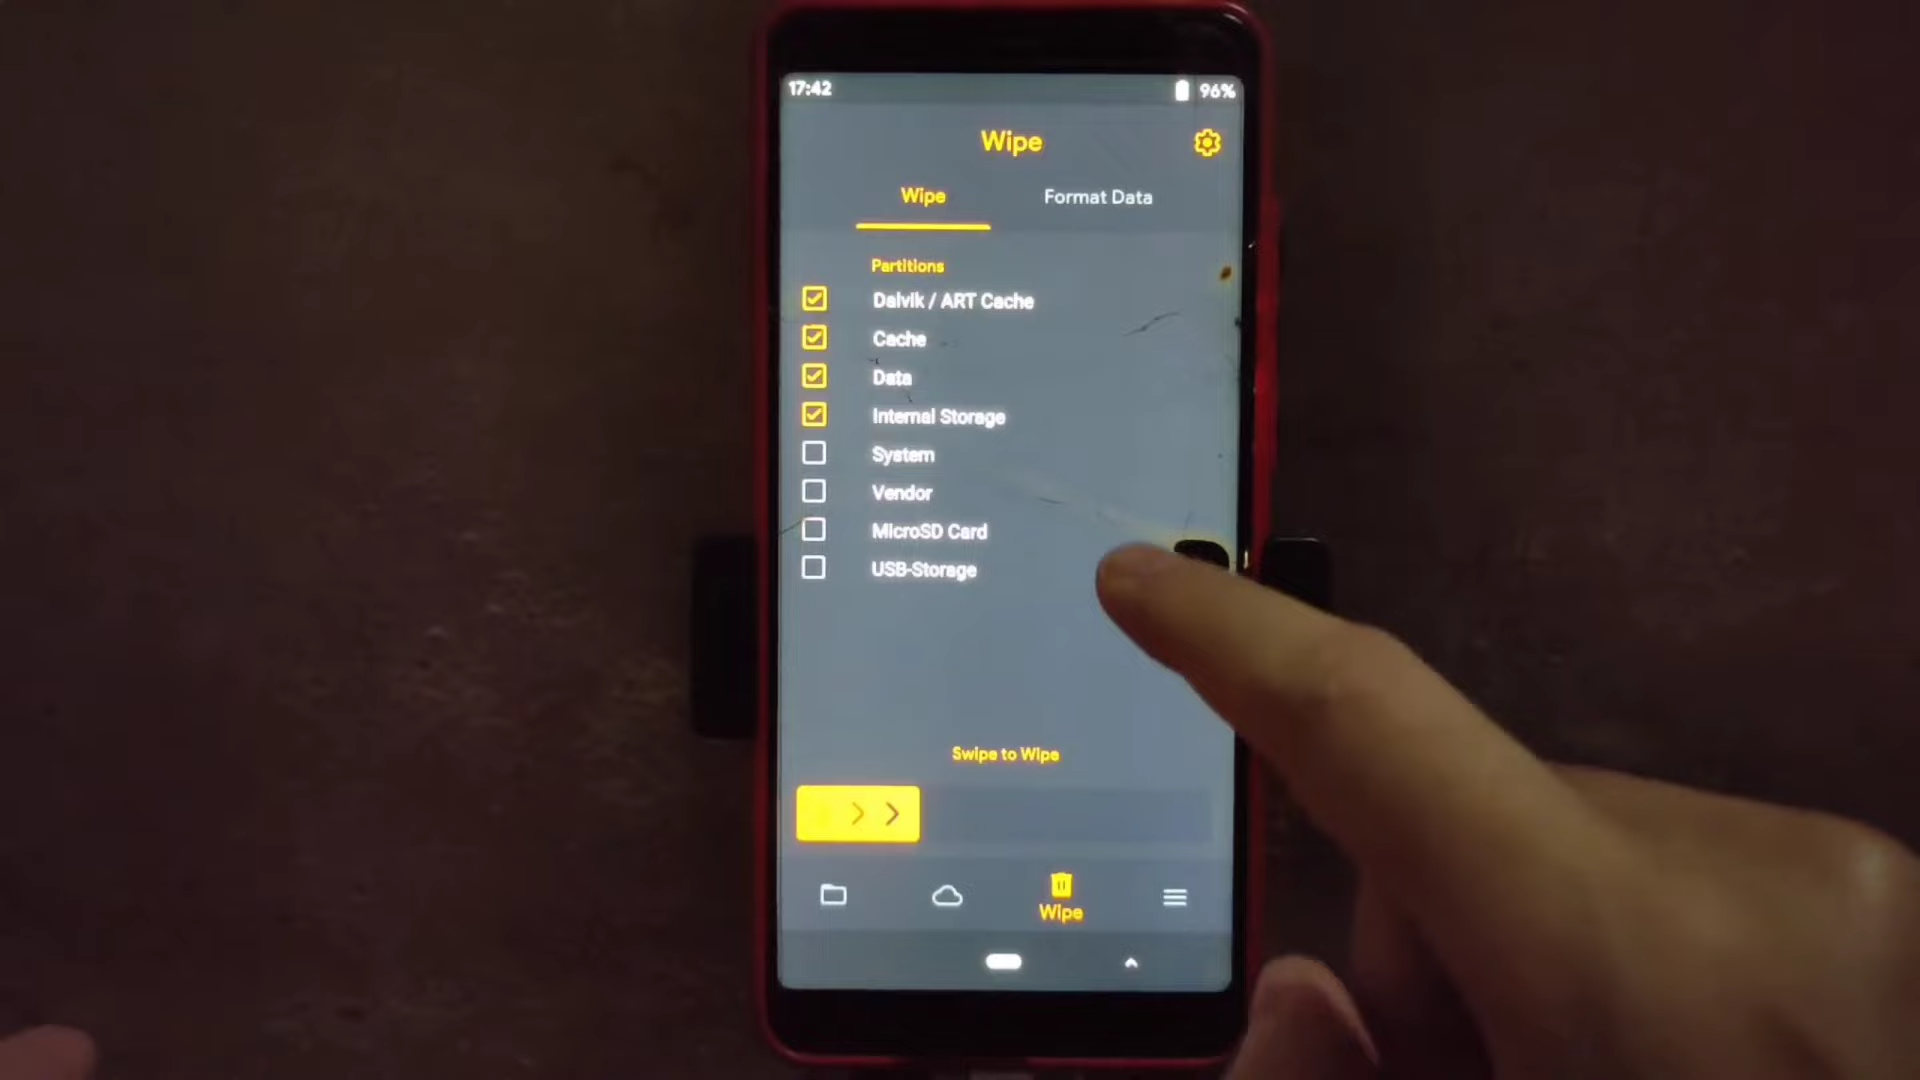 17:42
96%
Wipe
Wipe
Format Data
Partitions
Dalvik / ART Cache
Cache
Data
Internal Storage
System
Vendor
MicroSD Card
USB-Storage
Swipe to Wipe
Wipe